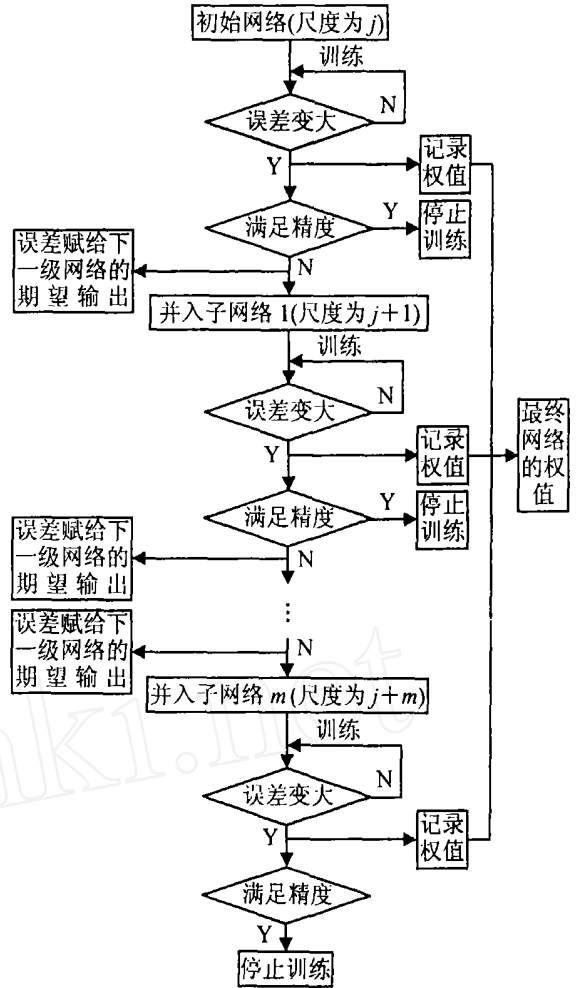 初始网络(尺度为j)
训练
误差变大
N
Y
记录
权值
满足精度
Y
停止
训练
N
误差赋给下
一级网络的
期望输出
并入子网络1(尺度为j+1)
训练
误差变大
N
Y
记录
权值
最终
网络
的权
值
满足精度
Y
停止
训练
N
误差赋给下
一级网络的
期望输出
⋮
N
误差赋给下
一级网络的
期望输出
并入子网络m(尺度为j+m)
训练
误差变大
N
Y
记录
权值
满足精度
Y
停止训练
nki.net